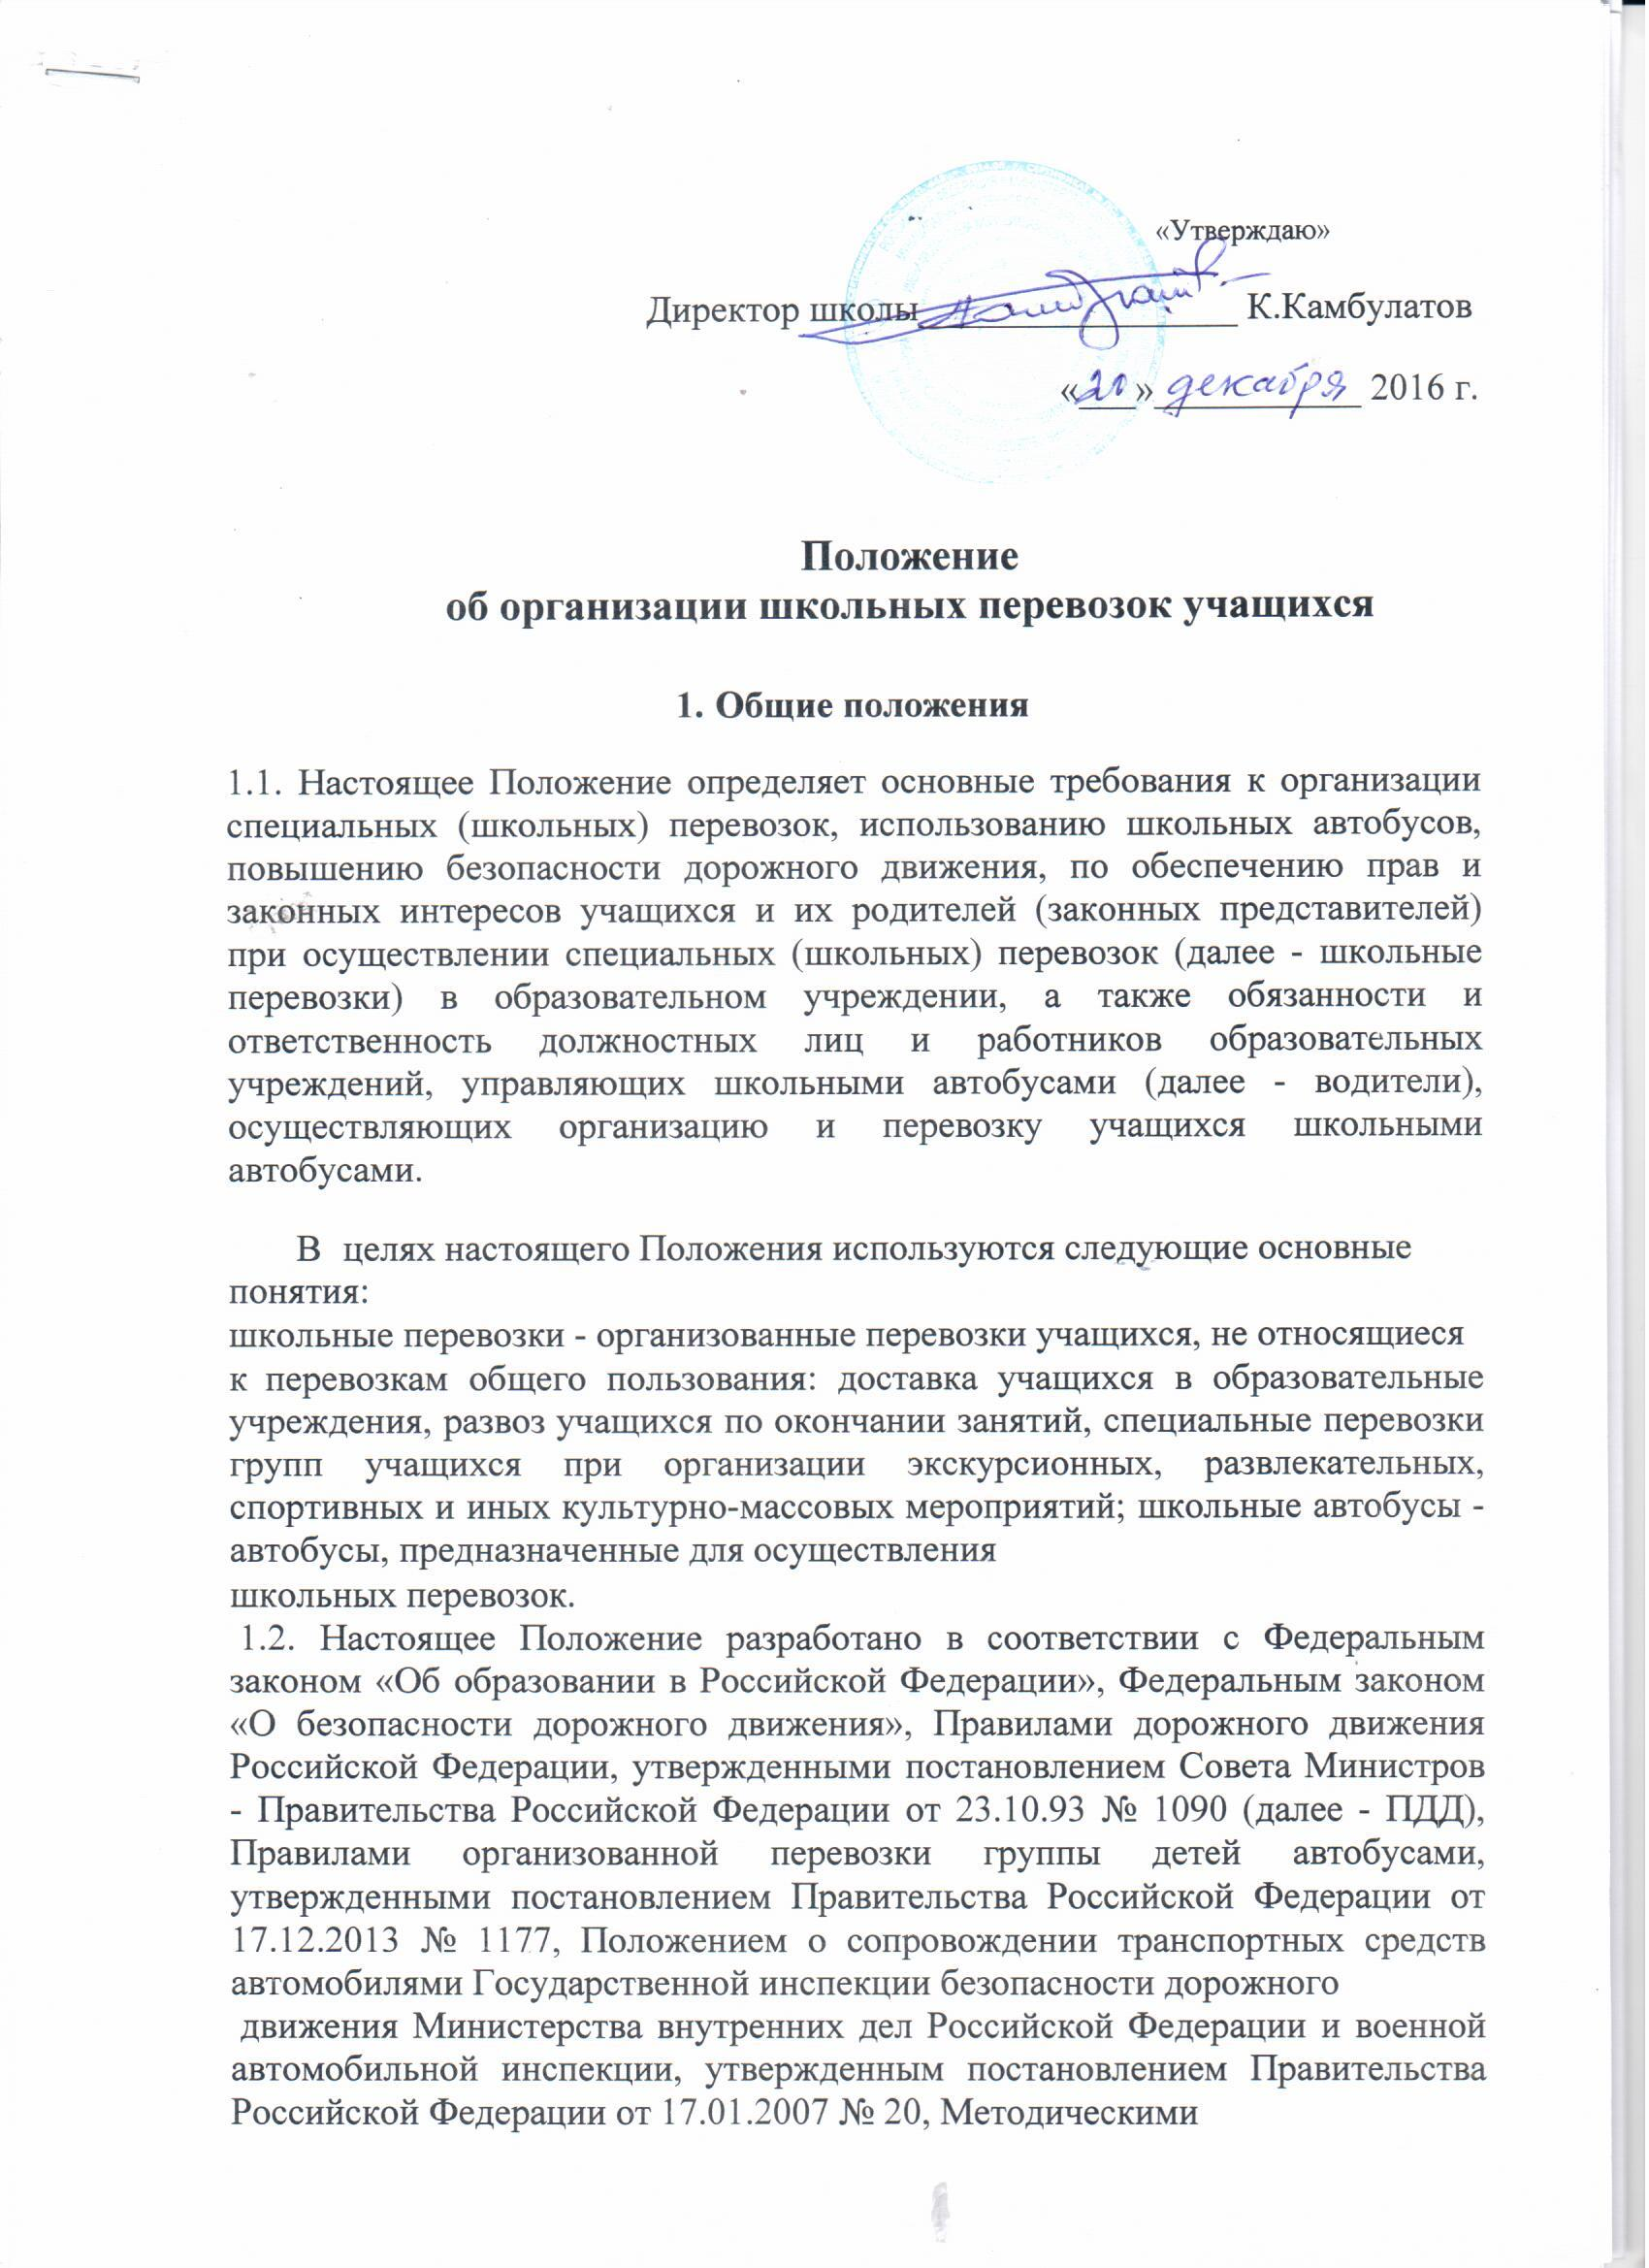 «Утверждаю»
Директор школы_________________ К.Камбулатов
«20» декабря 2016 г.
Положение
об организации школьных перевозок учащихся
1. Общие положения
1.1. Настоящее Положение определяет основные требования к организации
специальных (школьных) перевозок, использованию школьных автобусов,
повышению безопасности дорожного движения, по обеспечению прав и
законных интересов учащихся и их родителей (законных представителей)
при осуществлении специальных (школьных) перевозок (далее - школьные
перевозки) в образовательном учреждении, а также обязанности и
ответственность должностных лиц и работников образовательных
учреждений, управляющих школьными автобусами (далее - водители),
осуществляющих организацию и перевозку учащихся школьными
автобусами.
В целях настоящего Положения используются следующие основные
понятия:
школьные перевозки - организованные перевозки учащихся, не относящиеся
к перевозкам общего пользования: доставка учащихся в образовательные
учреждения, развоз учащихся по окончании занятий, специальные перевозки
групп учащихся при организации экскурсионных, развлекательных,
спортивных и иных культурно-массовых мероприятий; школьные автобусы -
автобусы, предназначенные для осуществления
школьных перевозок.
1.2. Настоящее Положение разработано в соответствии с Федеральным
законом «Об образовании в Российской Федерации», Федеральным законом
«О безопасности дорожного движения», Правилами дорожного движения
Российской Федерации, утвержденными постановлением Совета Министров
- Правительства Российской Федерации от 23.10.93 № 1090 (далее - ПДД),
Правилами организованной перевозки группы детей автобусами,
утвержденными постановлением Правительства Российской Федерации от
17.12.2013 № 1177, Положением о сопровождении транспортных средств
автомобилями Государственной инспекции безопасности дорожного
движения Министерства внутренних дел Российской Федерации и военной
автомобильной инспекции, утвержденным постановлением Правительства
Российской Федерации от 17.01.2007 № 20, Методическими